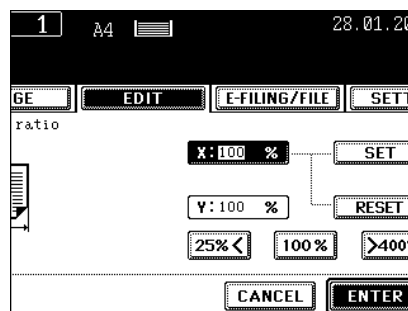 1 A4 28.01.20
GE EDIT E-FILING/FILE SETT
ratio
X:100 % SET
Y:100 % RESET
25%< 100% >400%
CANCEL ENTER